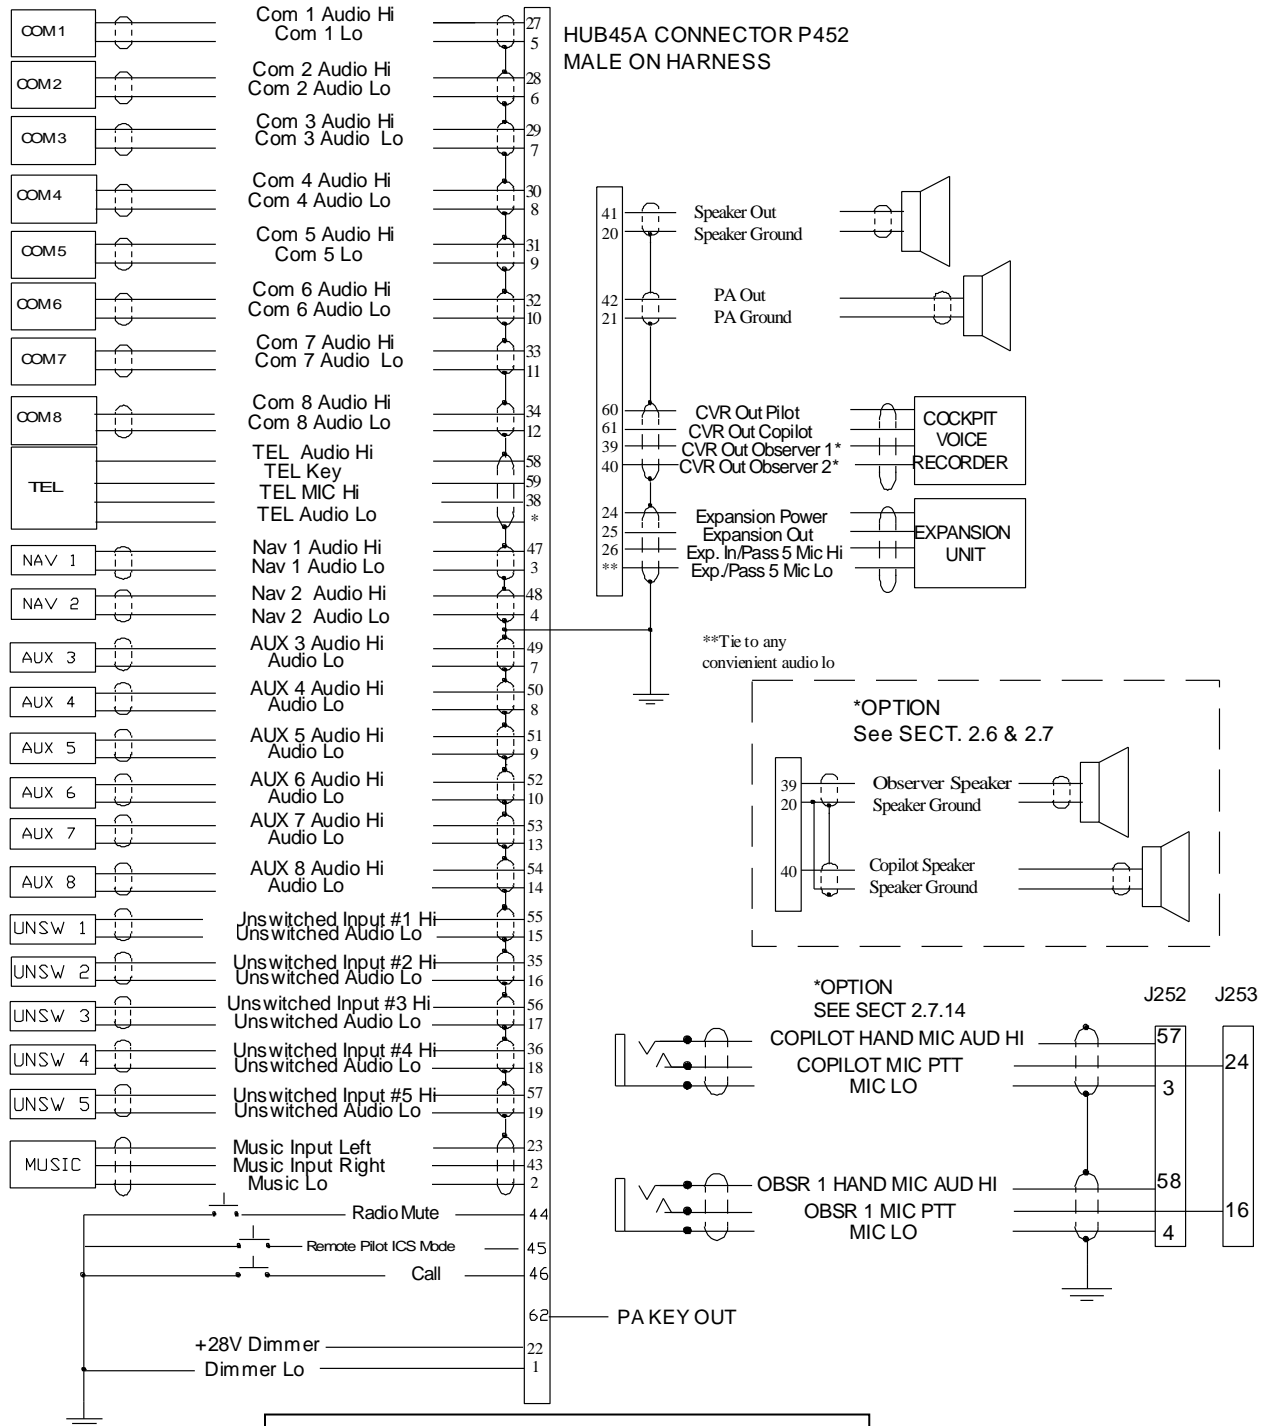 COM1
Com 1 Audio Hi 27
Com 1 Lo 5
COM2
Com 2 Audio Hi 28
Com 2 Audio Lo 6
COM3
Com 3 Audio Hi 29
Com 3 Audio Lo 7
COM4
Com 4 Audio Hi 30
Com 4 Audio Lo 8
COM5
Com 5 Audio Hi 31
Com 5 Lo 9
COM6
Com 6 Audio Hi 32
Com 6 Audio Lo 10
COM7
Com 7 Audio Hi 33
Com 7 Audio Lo 11
COM8
Com 8 Audio Hi 34
Com 8 Audio Lo 12
TEL
TEL Audio Hi 58
TEL Key 59
TEL MIC Hi 38
TEL Audio Lo *
NAV 1
Nav 1 Audio Hi 47
Nav 1 Audio Lo 3
NAV 2
Nav 2 Audio Hi 48
Nav 2 Audio Lo 4
AUX 3
AUX 3 Audio Hi 49
Audio Lo 7
AUX 4
AUX 4 Audio Hi 50
Audio Lo 8
AUX 5
AUX 5 Audio Hi 51
Audio Lo 9
AUX 6
AUX 6 Audio Hi 52
Audio Lo 10
AUX 7
AUX 7 Audio Hi 53
Audio Lo 13
AUX 8
AUX 8 Audio Hi 54
Audio Lo 14
UNSW 1
Unswitched Input #1 Hi 55
Unswitched Audio Lo 15
UNSW 2
Unswitched Input #2 Hi 35
Unswitched Audio Lo 16
UNSW 3
Unswitched Input #3 Hi 56
Unswitched Audio Lo 17
UNSW 4
Unswitched Input #4 Hi 36
Unswitched Audio Lo 18
UNSW 5
Unswitched Input #5 Hi 57
Unswitched Audio Lo 19
MUSIC
Music Input Left 23
Music Input Right 43
Music Lo 2
Radio Mute 44
Remote Pilot ICS Mode 45
Call 46
62 PA KEY OUT
+28V Dimmer 22
Dimmer Lo 1
HUB45A CONNECTOR P452
MALE ON HARNESS
41 Speaker Out
20 Speaker Ground
42 PA Out
21 PA Ground
60 CVR Out Pilot
61 CVR Out Copilot
39 CVR Out Observer 1*
40 CVR Out Observer 2*
COCKPIT
VOICE
RECORDER
24 Expansion Power
25 Expansion Out
26 Exp. In/Pass 5 Mic Hi
** Exp./Pass 5 Mic Lo
EXPANSION
UNIT
**Tie to any
convienient audio lo
*OPTION
See SECT. 2.6 & 2.7
39 Observer Speaker
20 Speaker Ground
40 Copilot Speaker
Speaker Ground
*OPTION
SEE SECT 2.7.14
J252 J253
COPILOT HAND MIC AUD HI 57
COPILOT MIC PTT 24
MIC LO 3
OBSR 1 HAND MIC AUD HI 58
OBSR 1 MIC PTT 16
MIC LO 4